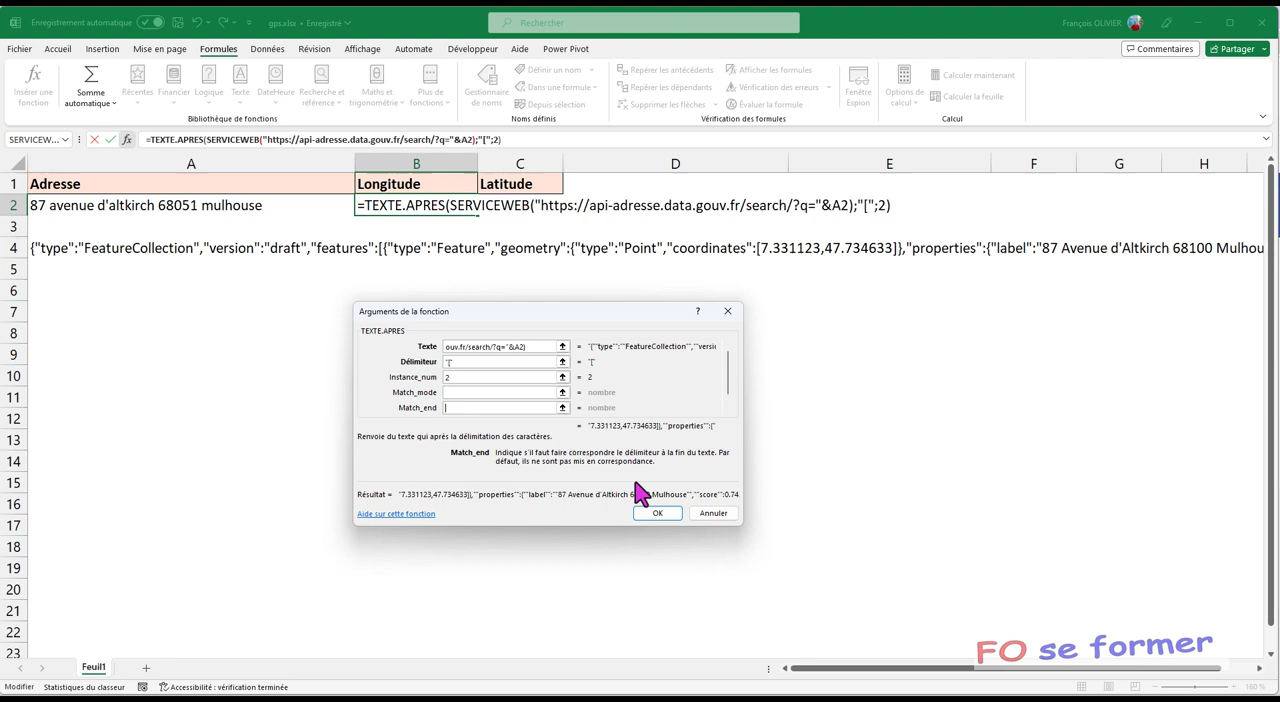 Enregistrement automatique
gps.xlsx • Enregistré
Rechercher
François OLIVIER
Fichier Accueil Insertion Mise en page Formules Données Révision Affichage Automate Développeur Aide Power Pivot
Commentaires
Partager
Insérer une fonction
Somme automatique
Récentes
Financier
Logique
Texte
DateHeure
Recherche et référence
Maths et trigonométrie
Plus de fonctions
Bibliothèque de fonctions
Gestionnaire de noms
Définir un nom
Dans une formule
Depuis sélection
Noms définis
Repérer les antécédents
Repérer les dépendants
Supprimer les flèches
Afficher les formules
Vérification des erreurs
Évaluer la formule
Vérification des formules
Fenêtre Espion
Options de calcul
Calculer maintenant
Calculer la feuille
Calcul
SERVICEW...
fx
=TEXTE.APRES(SERVICEWEB("https://api-adresse.data.gouv.fr/search/?q="&A2);"[";2)
A B C D E F G H
1 Adresse Longitude Latitude
2 87 avenue d'altkirch 68051 mulhouse =TEXTE.APRES(SERVICEWEB("https://api-adresse.data.gouv.fr/search/?q="&A2);"[";2)
3
4 {"type":"FeatureCollection","version":"draft","features":[{"type":"Feature","geometry":{"type":"Point","coordinates":[7.331123,47.734633]},"properties":{"label":"87 Avenue d'Altkirch 68100 Mulhou
5
6
7
8
9
10
11
12
13
14
15
16
17
18
19
20
21
22
23
Arguments de la fonction ?
TEXTE.APRES
Texte ouv.fr/search/?q="&A2) = "{""type"":""FeatureCollection"",""versi
Délimiteur "[" = "["
Instance_num 2 = 2
Match_mode = nombre
Match_end = nombre
= "7.331123,47.734633]},""properties"":{"
Renvoie du texte qui après la délimitation des caractères.
Match_end Indique s'il faut faire correspondre le délimiteur à la fin du texte. Par
défaut, ils ne sont pas mis en correspondance.
Résultat = "7.331123,47.734633]},""properties"":{""label"":""87 Avenue d'Altkirch Mulhouse"",""score"":0.74
Aide sur cette fonction
OK
Annuler
FO se former
Feuil1
Modifier Statistiques du classeur Accessibilité : vérification terminée 160 %